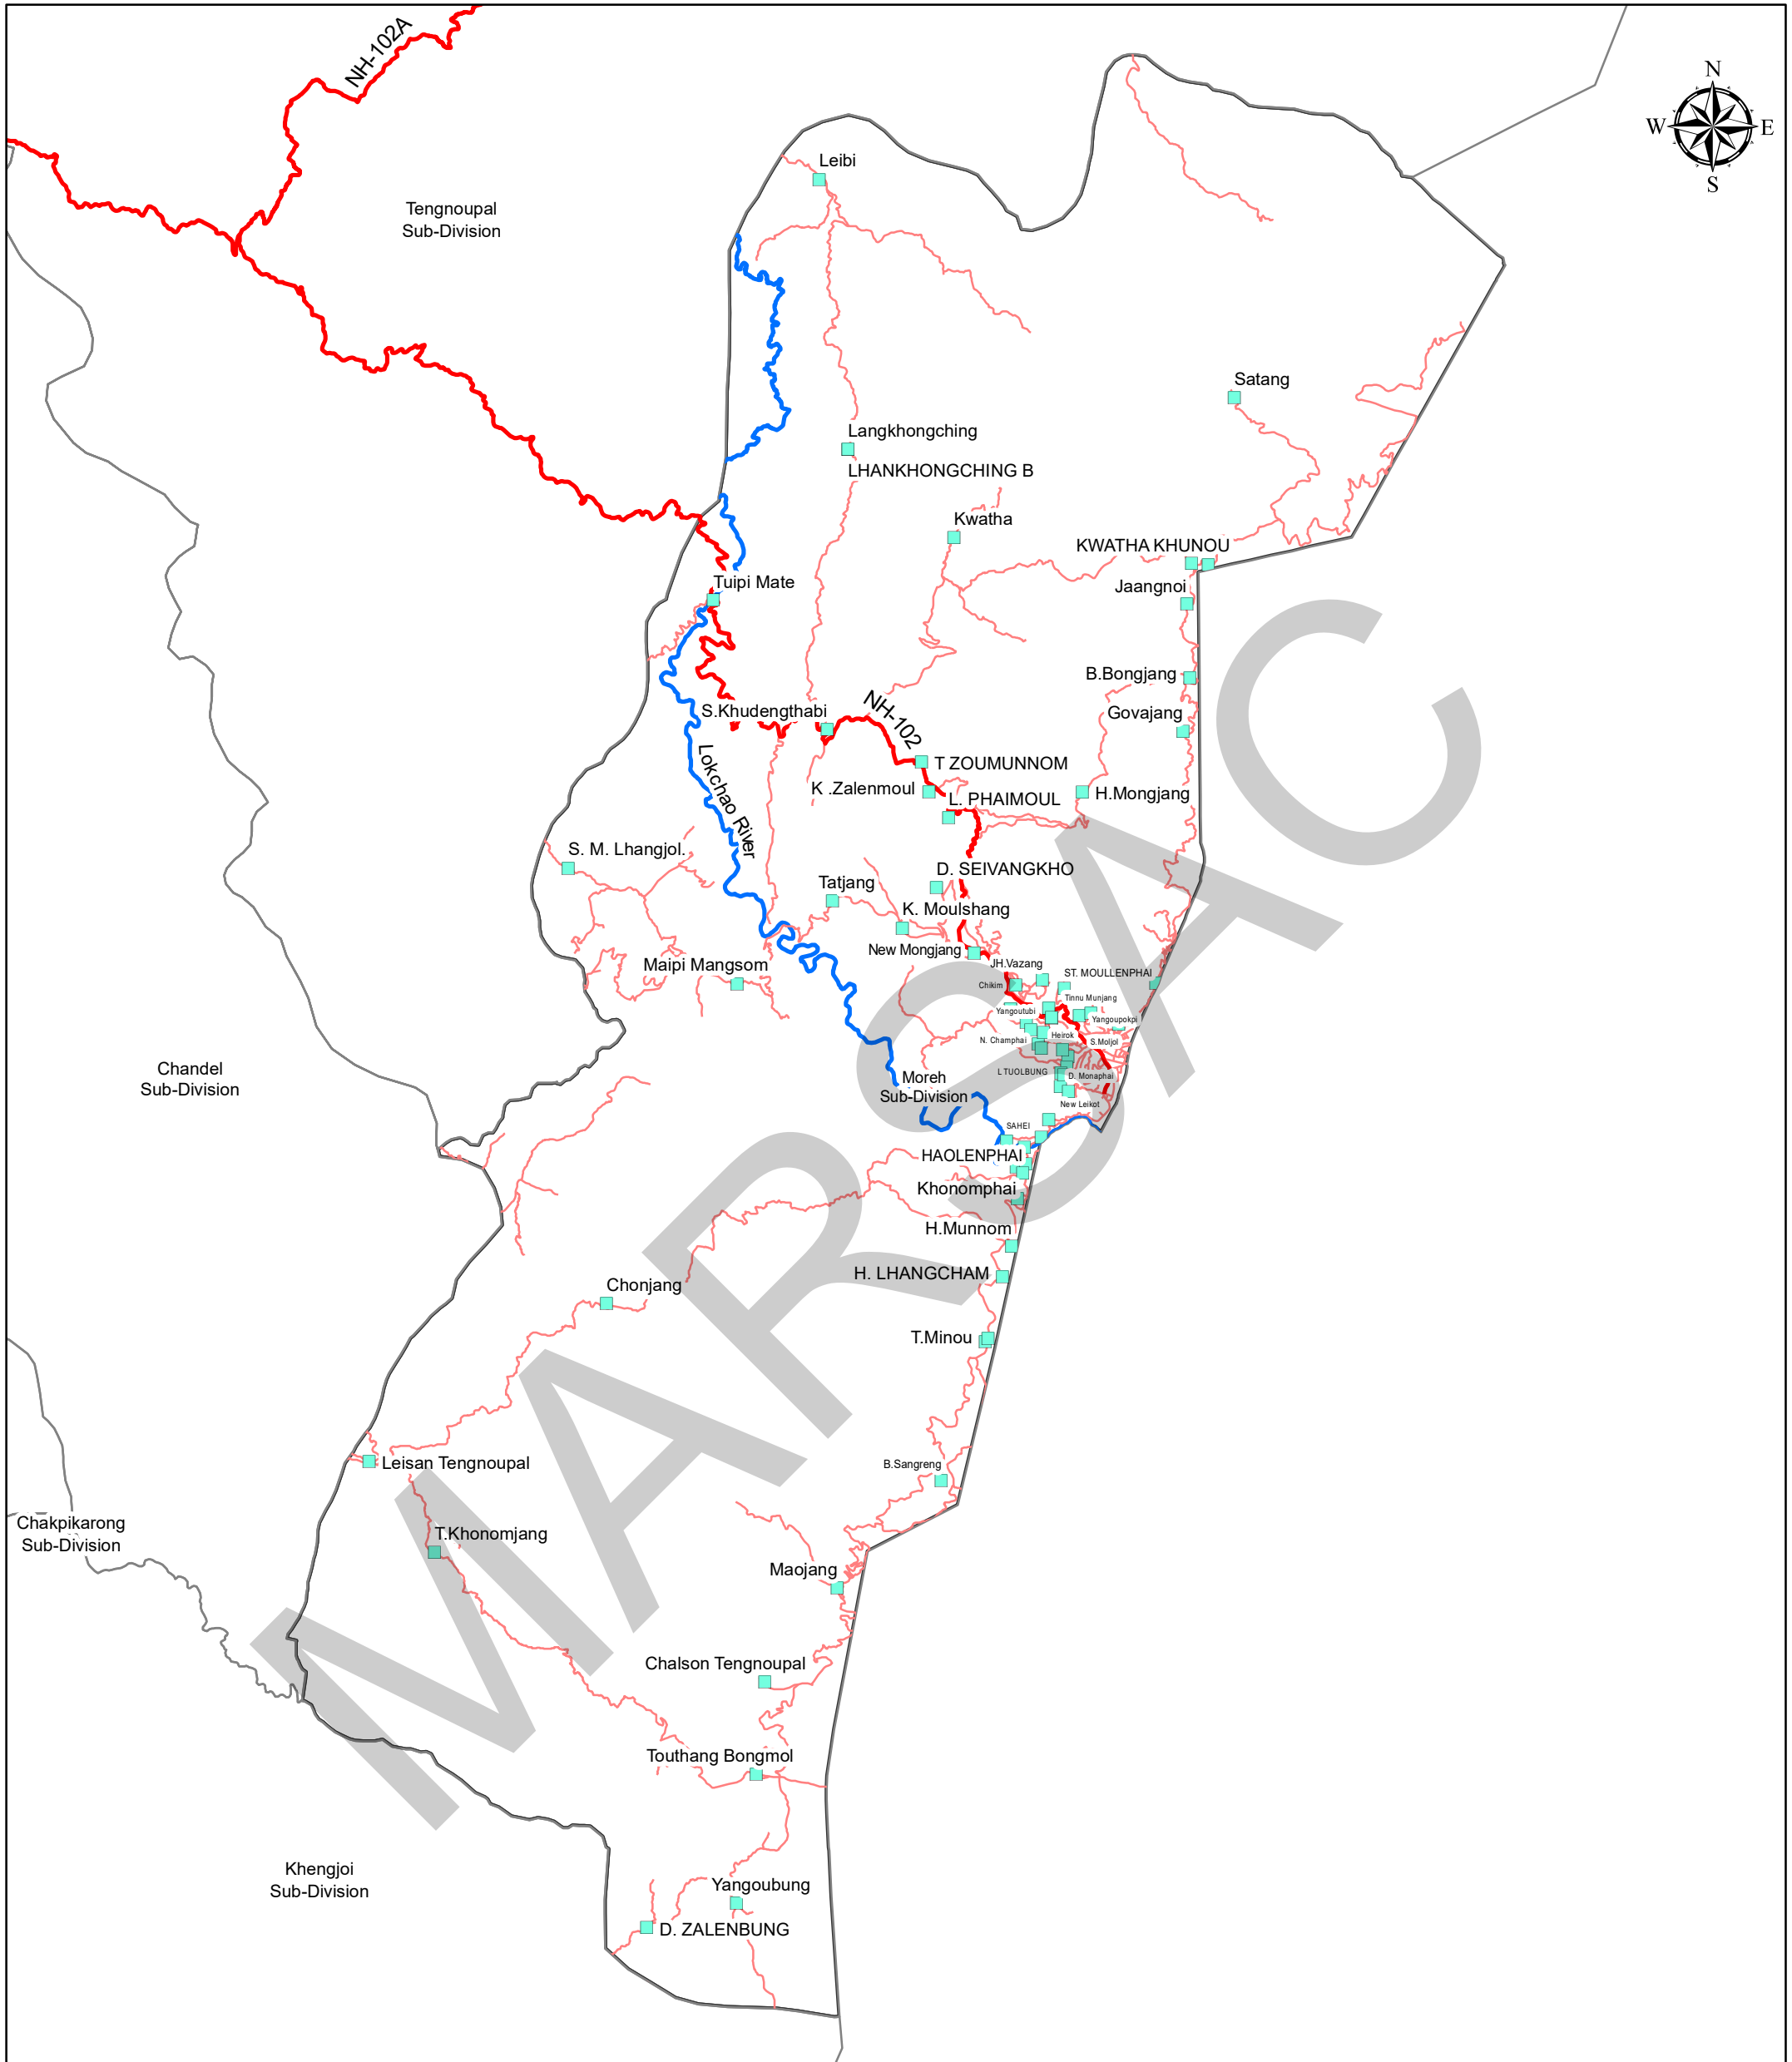 NH-102A
N
W
E
S
Leibi
Tengnoupal
Sub-Division
Satang
Langkhongching
LHANKHONGCHING B
Kwatha
KWATHA KHUNOU
Tuipi Mate
Jaangnoi
B.Bongjang
S.Khudengthabi
NH-102
Govajang
Lokchao River
T ZOUMUNNOM
K .Zalenmoul
L. PHAIMOUL
H.Mongjang
S. M. Lhangjol.
D. SEIVANGKHO
Tatjang
K. Moulshang
New Mongjang
Maipi Mangsom
JH.Vazang
ST. MOULLENPHAI
Chikim
Tinnu Munjang
Yangoutubi
Yangoupokpi
N. Champhai
Heirok
S.Moljol
Chandel
Sub-Division
L TUOLBUNG
D. Monaphai
Moreh
Sub-Division
New Leikot
SAHEI
HAOLENPHAI
Khonomphai
H.Munnom
H. LHANGCHAM
Chonjang
T.Minou
Leisan Tengnoupal
B.Sangreng
Chakpikarong
Sub-Division
T.Khonomjang
Maojang
Chalson Tengnoupal
Touthang Bongmol
Khengjoi
Sub-Division
Yangoubung
D. ZALENBUNG
MARSAC